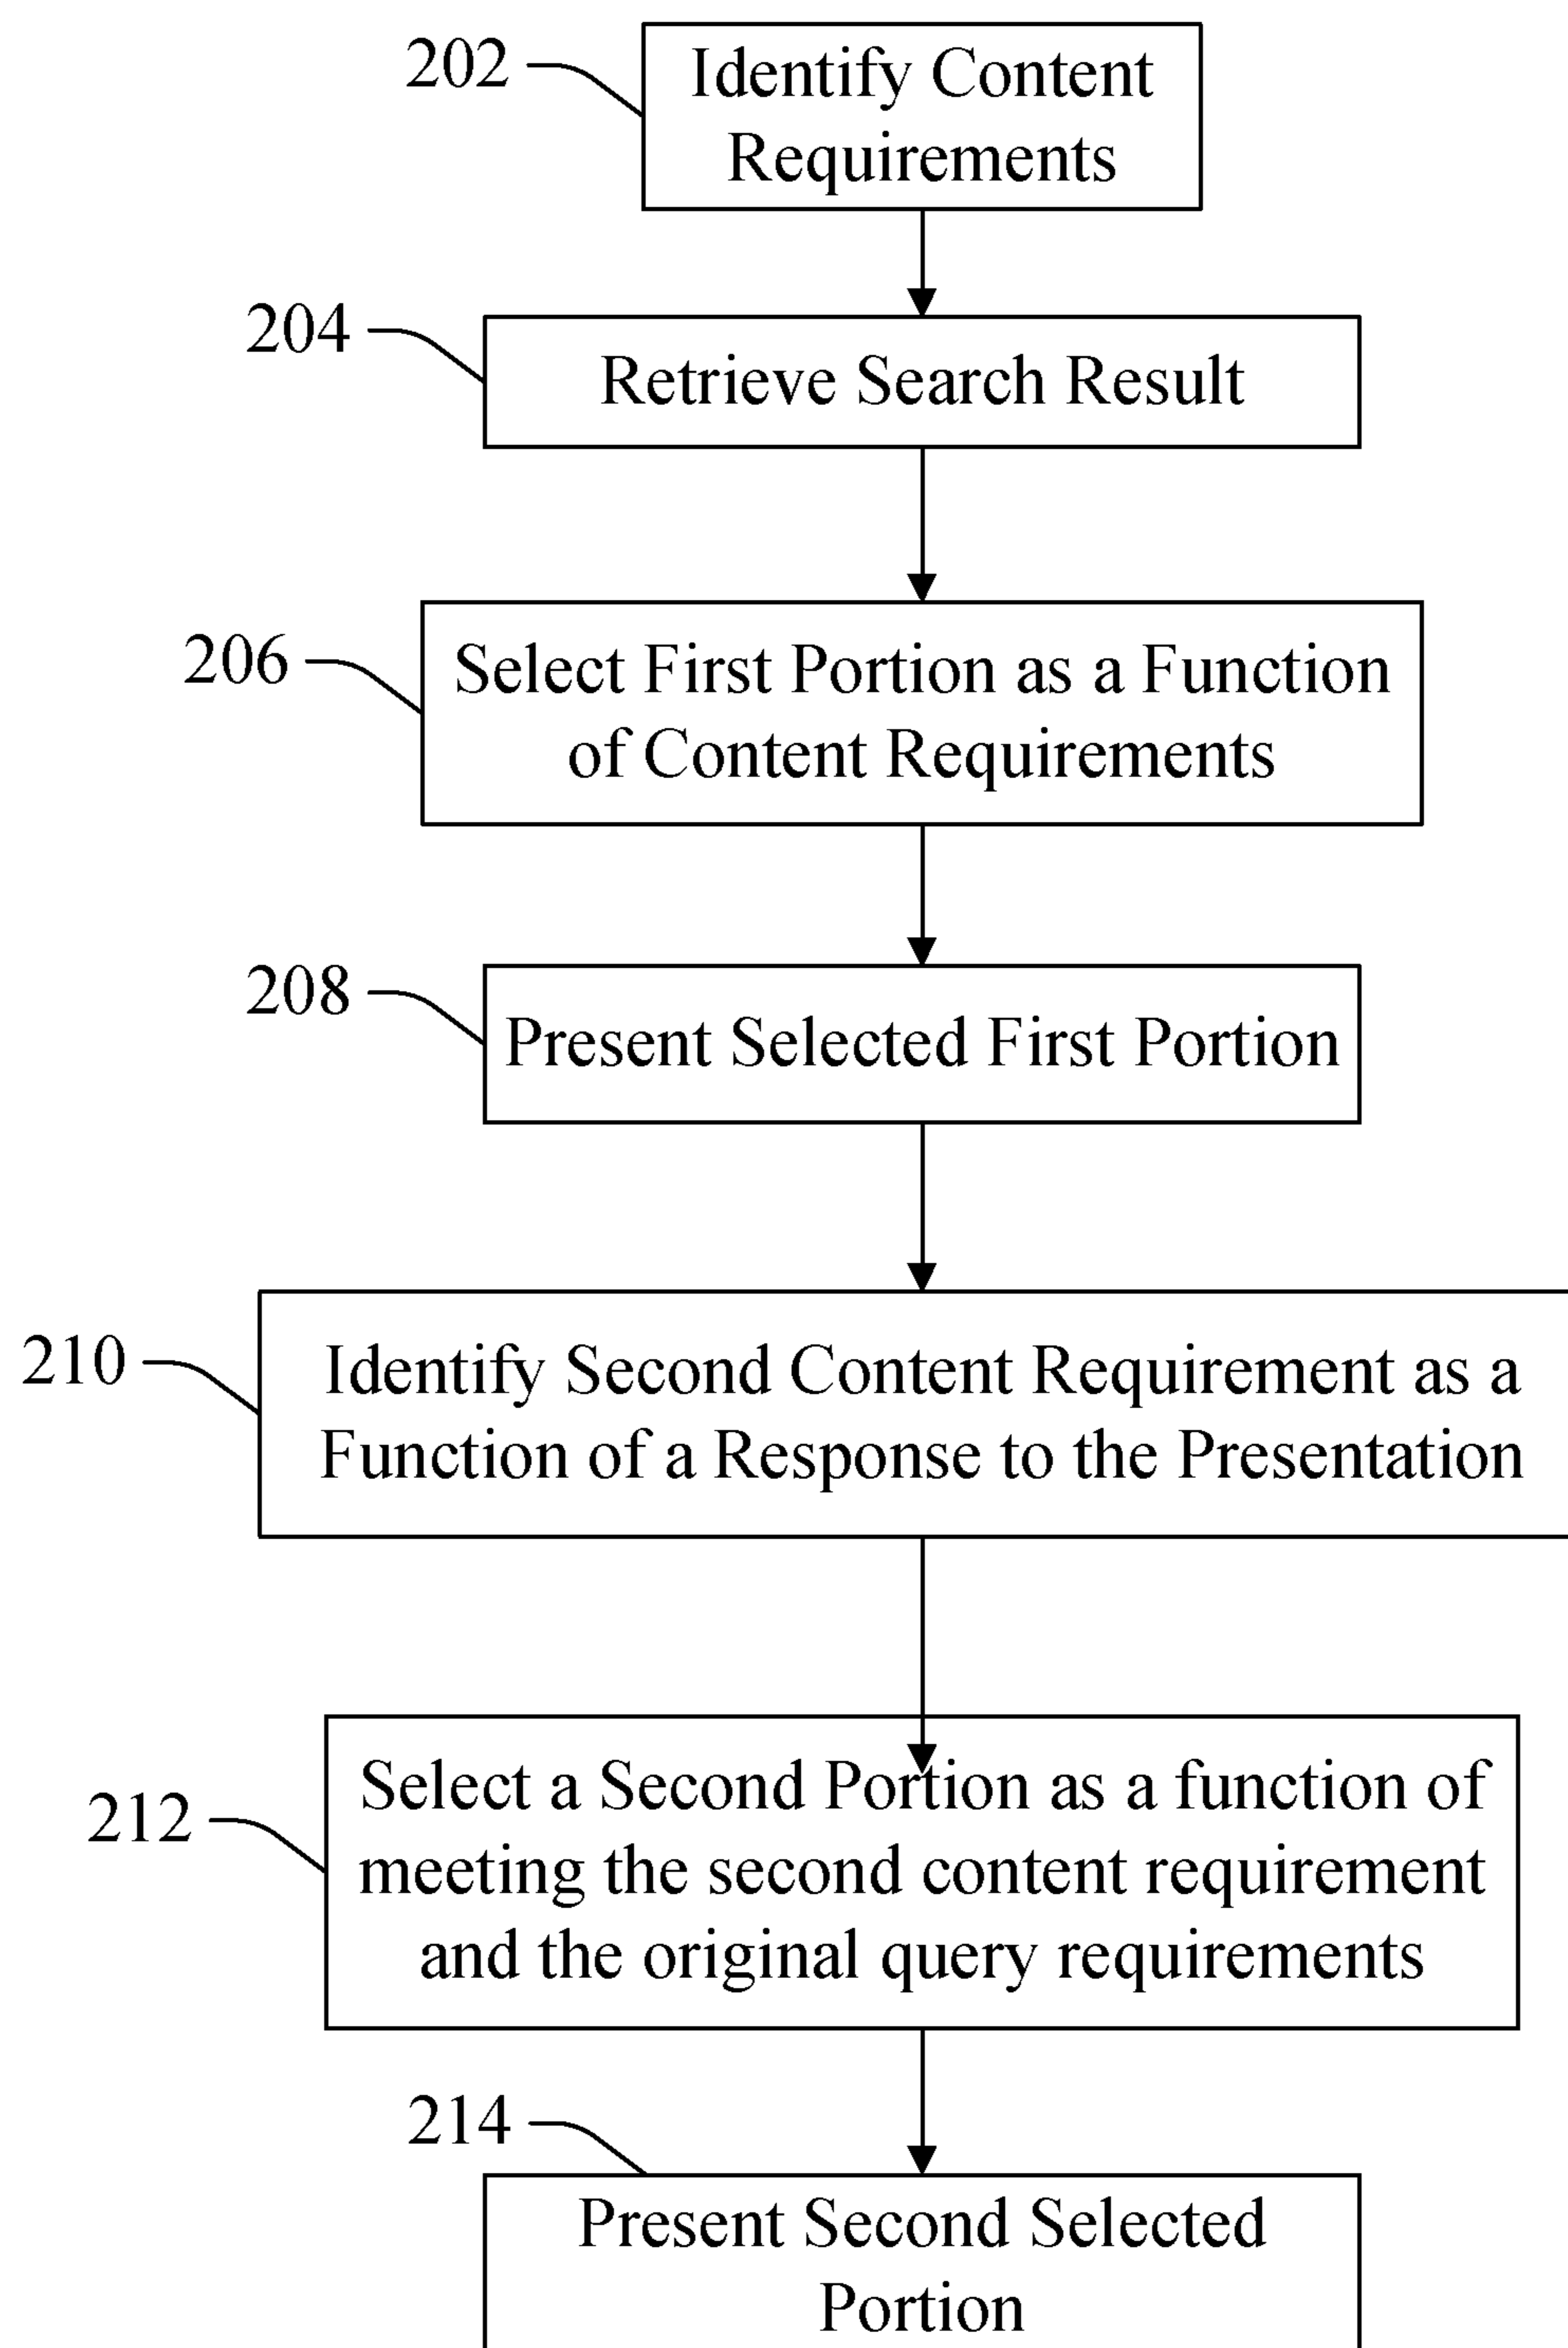 202
Identify Content
Requirements
204
Retrieve Search Result
206
Select First Portion as a Function
of Content Requirements
208
Present Selected First Portion
210
Identify Second Content Requirement as a
Function of a Response to the Presentation
212
Select a Second Portion as a function of
meeting the second content requirement
and the original query requirements
214
Present Second Selected
Portion